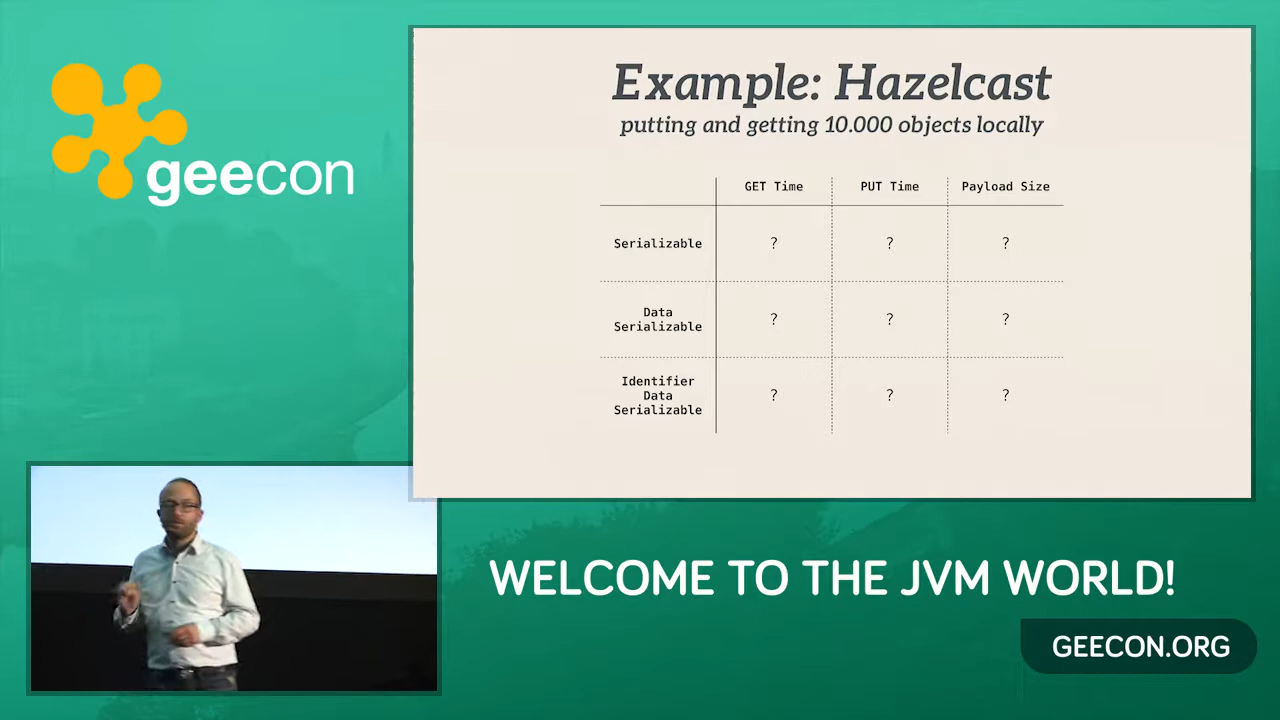 geecon
Example: Hazelcast
putting and getting 10.000 objects locally
GET Time PUT Time Payload Size
Serializable ? ? ?
Data
Serializable ? ? ?
Identifier
Data
Serializable ? ? ?
WELCOME TO THE JVM WORLD!
GEECON.ORG